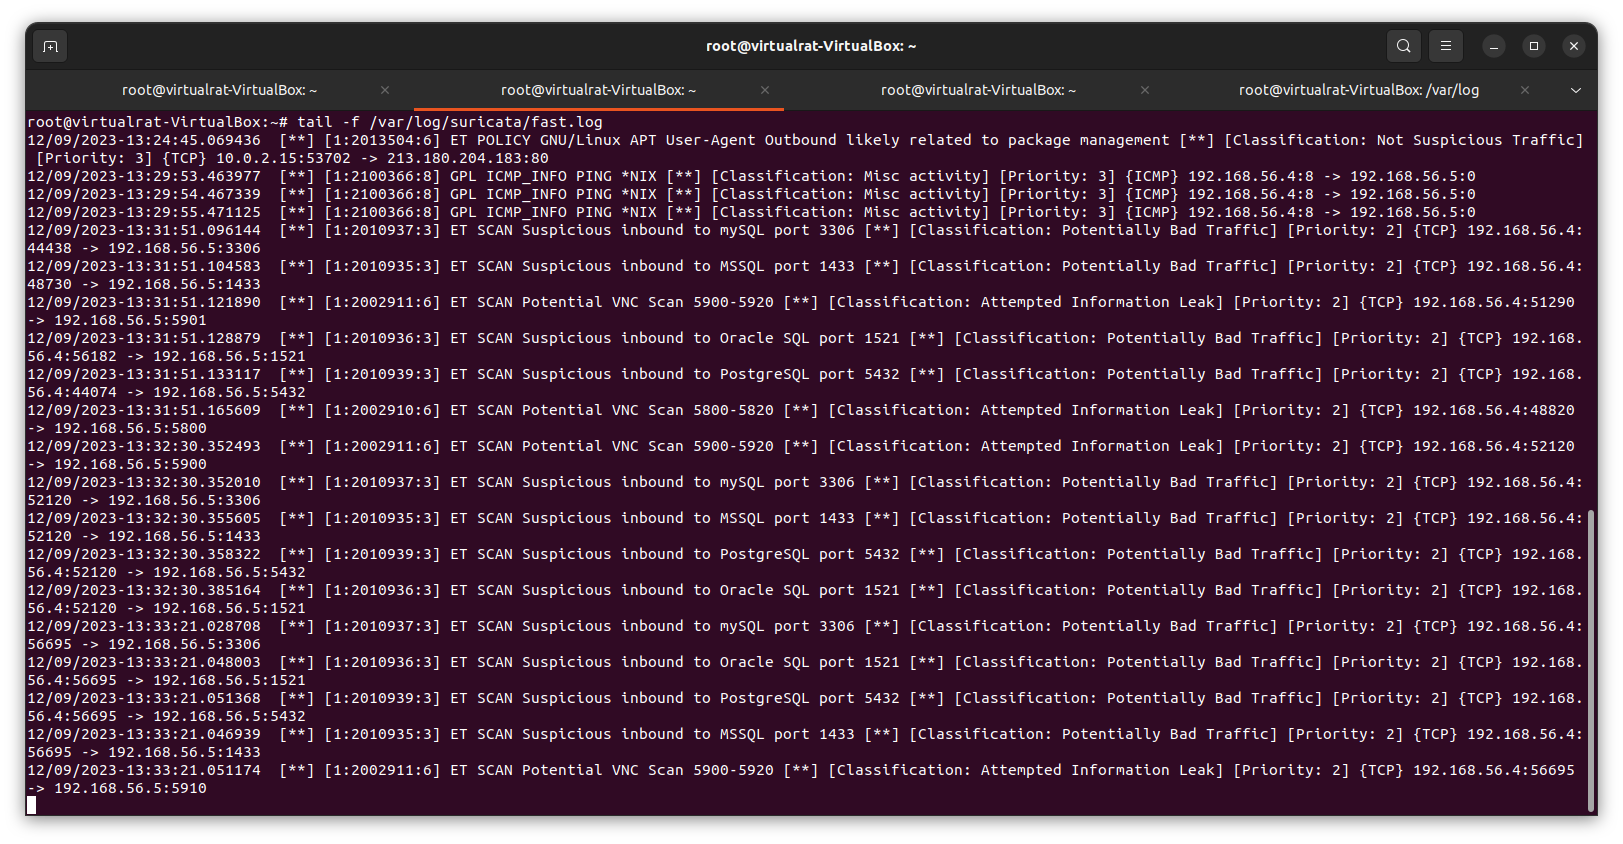 root@virtualrat-VirtualBox: ~
root@virtualrat-VirtualBox: ~
root@virtualrat-VirtualBox: ~
root@virtualrat-VirtualBox: ~
root@virtualrat-VirtualBox: /var/log
root@virtualrat-VirtualBox:~# tail -f /var/log/suricata/fast.log
12/09/2023-13:24:45.069436  [**] [1:2013504:6] ET POLICY GNU/Linux APT User-Agent Outbound likely related to package management [**] [Classification: Not Suspicious Traffic]
[Priority: 3] {TCP} 10.0.2.15:53702 -> 213.180.204.183:80
12/09/2023-13:29:53.463977  [**] [1:2100366:8] GPL ICMP_INFO PING *NIX [**] [Classification: Misc activity] [Priority: 3] {ICMP} 192.168.56.4:8 -> 192.168.56.5:0
12/09/2023-13:29:54.467339  [**] [1:2100366:8] GPL ICMP_INFO PING *NIX [**] [Classification: Misc activity] [Priority: 3] {ICMP} 192.168.56.4:8 -> 192.168.56.5:0
12/09/2023-13:29:55.471125  [**] [1:2100366:8] GPL ICMP_INFO PING *NIX [**] [Classification: Misc activity] [Priority: 3] {ICMP} 192.168.56.4:8 -> 192.168.56.5:0
12/09/2023-13:31:51.096144  [**] [1:2010937:3] ET SCAN Suspicious inbound to mySQL port 3306 [**] [Classification: Potentially Bad Traffic] [Priority: 2] {TCP} 192.168.56.4:
44438 -> 192.168.56.5:3306
12/09/2023-13:31:51.104583  [**] [1:2010935:3] ET SCAN Suspicious inbound to MSSQL port 1433 [**] [Classification: Potentially Bad Traffic] [Priority: 2] {TCP} 192.168.56.4:
48730 -> 192.168.56.5:1433
12/09/2023-13:31:51.121890  [**] [1:2002911:6] ET SCAN Potential VNC Scan 5900-5920 [**] [Classification: Attempted Information Leak] [Priority: 2] {TCP} 192.168.56.4:51290
-> 192.168.56.5:5901
12/09/2023-13:31:51.128879  [**] [1:2010936:3] ET SCAN Suspicious inbound to Oracle SQL port 1521 [**] [Classification: Potentially Bad Traffic] [Priority: 2] {TCP} 192.168.
56.4:56182 -> 192.168.56.5:1521
12/09/2023-13:31:51.133117  [**] [1:2010939:3] ET SCAN Suspicious inbound to PostgreSQL port 5432 [**] [Classification: Potentially Bad Traffic] [Priority: 2] {TCP} 192.168.
56.4:44074 -> 192.168.56.5:5432
12/09/2023-13:31:51.165609  [**] [1:2002910:6] ET SCAN Potential VNC Scan 5800-5820 [**] [Classification: Attempted Information Leak] [Priority: 2] {TCP} 192.168.56.4:48820
-> 192.168.56.5:5800
12/09/2023-13:32:30.352493  [**] [1:2002911:6] ET SCAN Potential VNC Scan 5900-5920 [**] [Classification: Attempted Information Leak] [Priority: 2] {TCP} 192.168.56.4:52120
-> 192.168.56.5:5900
12/09/2023-13:32:30.352010  [**] [1:2010937:3] ET SCAN Suspicious inbound to mySQL port 3306 [**] [Classification: Potentially Bad Traffic] [Priority: 2] {TCP} 192.168.56.4:
52120 -> 192.168.56.5:3306
12/09/2023-13:32:30.355605  [**] [1:2010935:3] ET SCAN Suspicious inbound to MSSQL port 1433 [**] [Classification: Potentially Bad Traffic] [Priority: 2] {TCP} 192.168.56.4:
52120 -> 192.168.56.5:1433
12/09/2023-13:32:30.358322  [**] [1:2010939:3] ET SCAN Suspicious inbound to PostgreSQL port 5432 [**] [Classification: Potentially Bad Traffic] [Priority: 2] {TCP} 192.168.
56.4:52120 -> 192.168.56.5:5432
12/09/2023-13:32:30.385164  [**] [1:2010936:3] ET SCAN Suspicious inbound to Oracle SQL port 1521 [**] [Classification: Potentially Bad Traffic] [Priority: 2] {TCP} 192.168.
56.4:52120 -> 192.168.56.5:1521
12/09/2023-13:33:21.028708  [**] [1:2010937:3] ET SCAN Suspicious inbound to mySQL port 3306 [**] [Classification: Potentially Bad Traffic] [Priority: 2] {TCP} 192.168.56.4:
56695 -> 192.168.56.5:3306
12/09/2023-13:33:21.048003  [**] [1:2010936:3] ET SCAN Suspicious inbound to Oracle SQL port 1521 [**] [Classification: Potentially Bad Traffic] [Priority: 2] {TCP} 192.168.
56.4:56695 -> 192.168.56.5:1521
12/09/2023-13:33:21.051368  [**] [1:2010939:3] ET SCAN Suspicious inbound to PostgreSQL port 5432 [**] [Classification: Potentially Bad Traffic] [Priority: 2] {TCP} 192.168.
56.4:56695 -> 192.168.56.5:5432
12/09/2023-13:33:21.046939  [**] [1:2010935:3] ET SCAN Suspicious inbound to MSSQL port 1433 [**] [Classification: Potentially Bad Traffic] [Priority: 2] {TCP} 192.168.56.4:
56695 -> 192.168.56.5:1433
12/09/2023-13:33:21.051174  [**] [1:2002911:6] ET SCAN Potential VNC Scan 5900-5920 [**] [Classification: Attempted Information Leak] [Priority: 2] {TCP} 192.168.56.4:56695
-> 192.168.56.5:5910